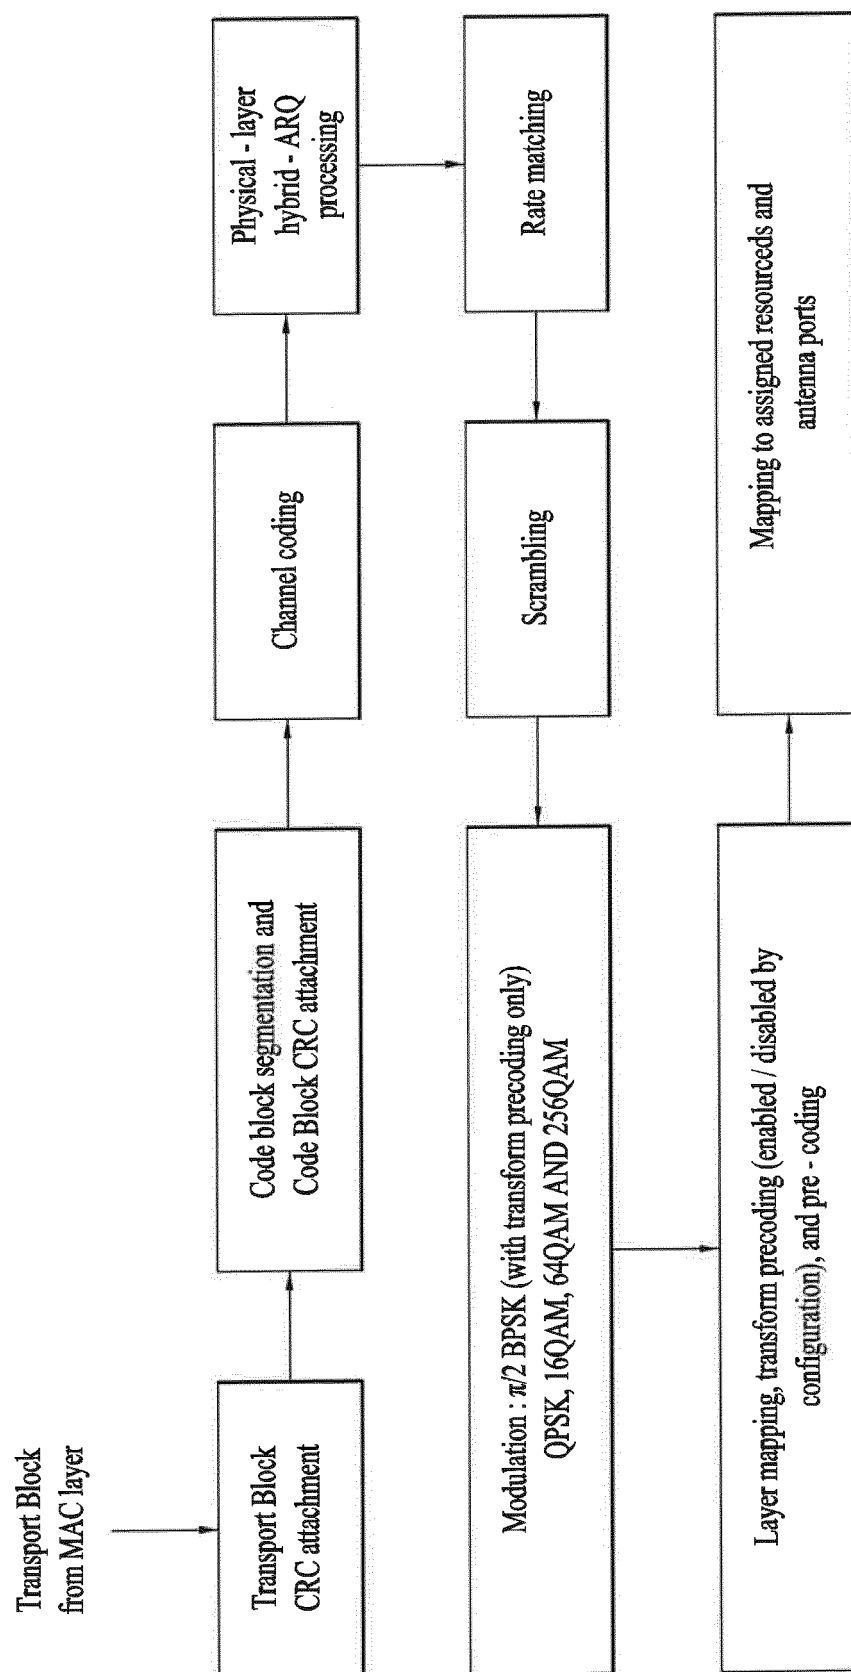 Transport Block
from MAC layer
Transport Block
CRC attachment
Code block segmentation and
Code Block CRC attachment
Channel coding
Physical - layer
hybrid - ARQ
processing
Rate matching
Scrambling
Modulation : π/2 BPSK (with transform precoding only)
QPSK, 16QAM, 64QAM AND 256QAM
Layer mapping, transform precoding (enabled / disabled by
configuration), and pre - coding
Mapping to assigned resourceds and
antenna ports